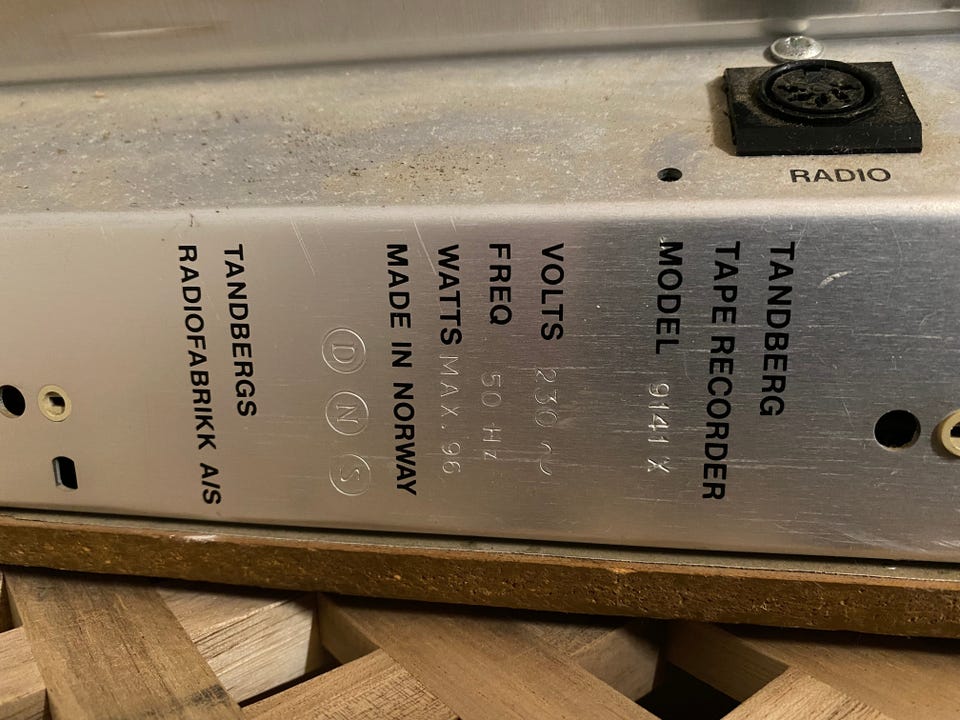 RADIO
TANDBERG
TAPE RECORDER
MODEL 9141 X
VOLTS 230 ~
FREQ 50 Hz
WATTS MAX. 96
MADE IN NORWAY
D N S
TANDBERGS
RADIOFABRIKK A/S